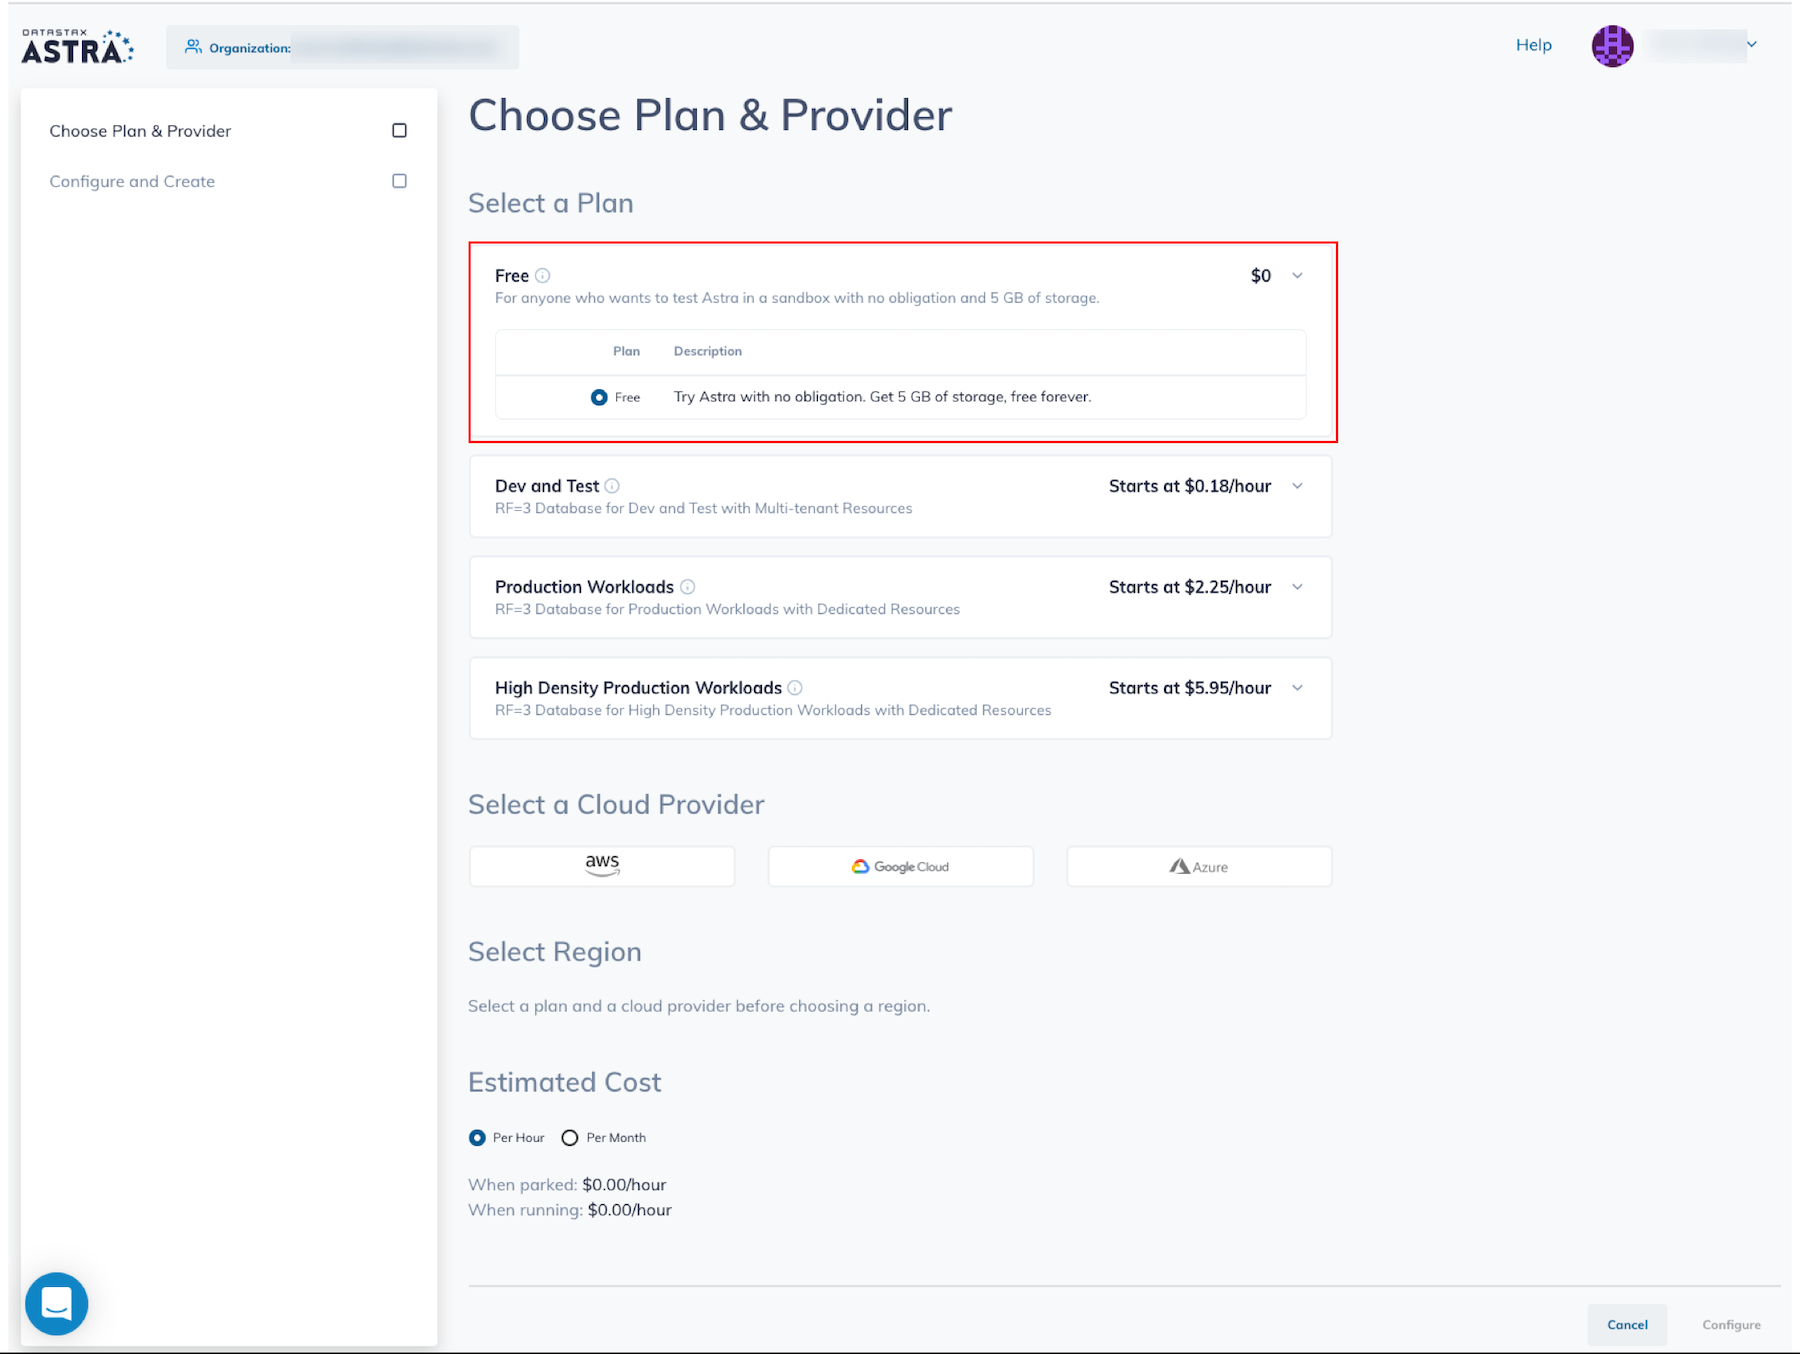 DATASTAX
ASTRA
Organization:
Help
Choose Plan & Provider
Configure and Create
Choose Plan & Provider
Select a Plan
Free $0
For anyone who wants to test Astra in a sandbox with no obligation and 5 GB of storage.
Plan Description
Free Try Astra with no obligation. Get 5 GB of storage, free forever.
Dev and Test Starts at $0.18/hour
RF=3 Database for Dev and Test with Multi-tenant Resources
Production Workloads Starts at $2.25/hour
RF=3 Database for Production Workloads with Dedicated Resources
High Density Production Workloads Starts at $5.95/hour
RF=3 Database for High Density Production Workloads with Dedicated Resources
Select a Cloud Provider
aws Google Cloud Azure
Select Region
Select a plan and a cloud provider before choosing a region.
Estimated Cost
Per Hour Per Month
When parked: $0.00/hour
When running: $0.00/hour
Cancel Configure